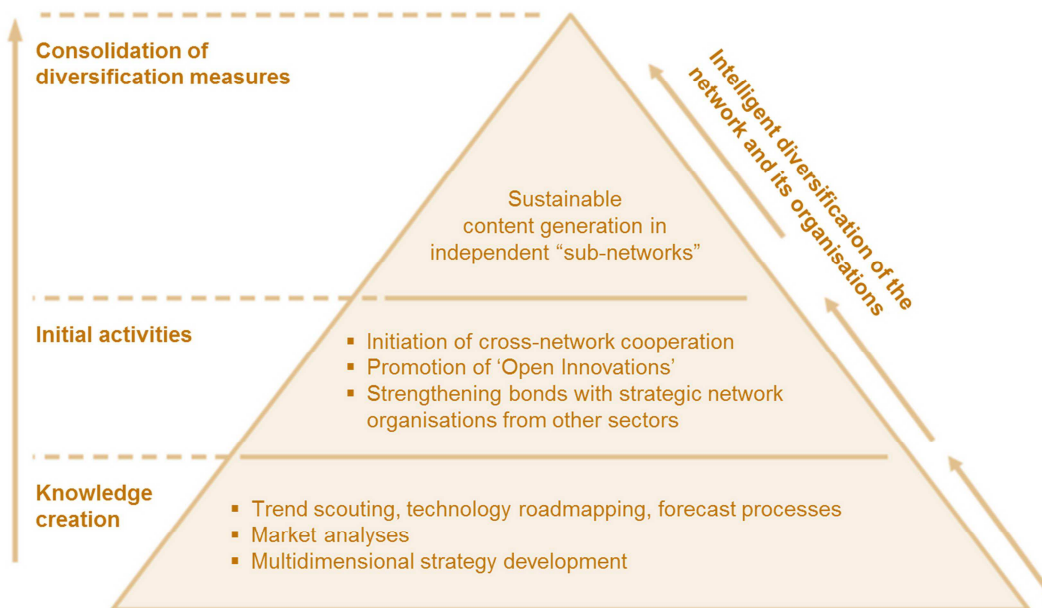 Consolidation of
diversification measures
Intelligent diversification of the
network and its organisations
Sustainable
content generation in
independent “sub-networks”
Initial activities
▪ Initiation of cross-network cooperation
▪ Promotion of ‘Open Innovations’
▪ Strengthening bonds with strategic network
organisations from other sectors
Knowledge
creation
▪ Trend scouting, technology roadmapping, forecast processes
▪ Market analyses
▪ Multidimensional strategy development